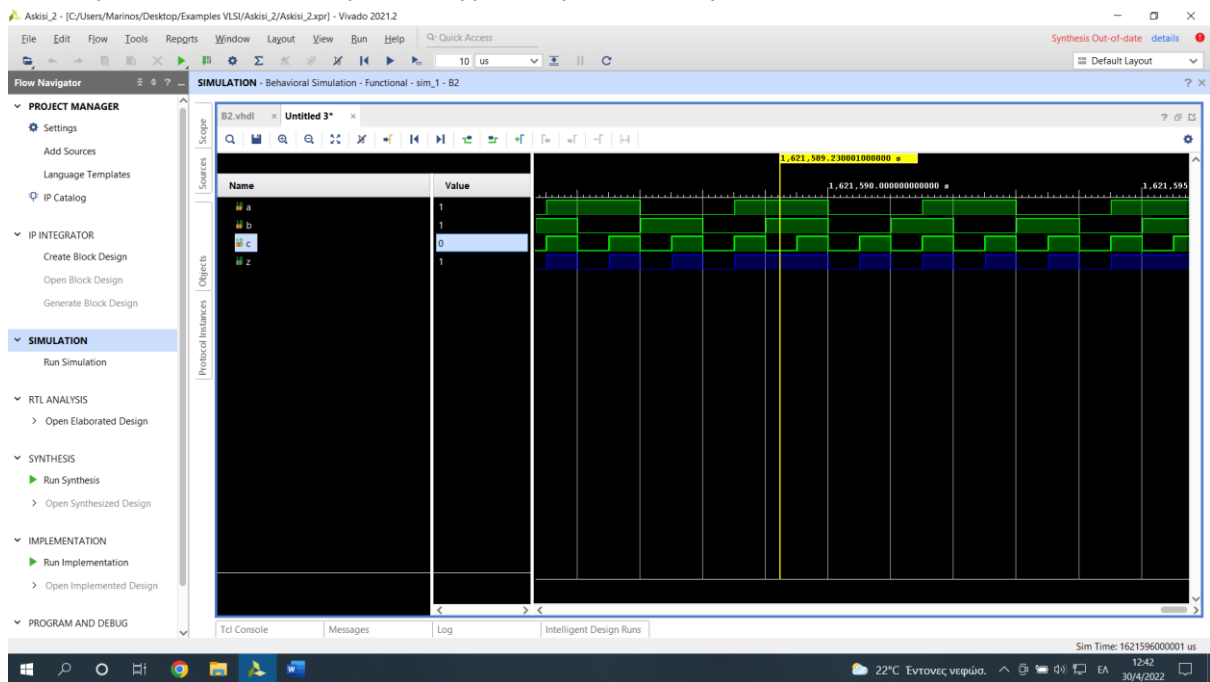 Askisi_2 - [C:/Users/Marinos/Desktop/Examples VLSI/Askisi_2/Askisi_2.xpr] - Vivado 2021.2
File Edit Flow Tools Reports Window Layout View Run Help Quick Access
Synthesis Out-of-date details
10 us
Default Layout
Flow Navigator
SIMULATION - Behavioral Simulation - Functional - sim_1 - B2
PROJECT MANAGER
Settings
Add Sources
Language Templates
IP Catalog
IP INTEGRATOR
Create Block Design
Open Block Design
Generate Block Design
SIMULATION
Run Simulation
RTL ANALYSIS
Open Elaborated Design
SYNTHESIS
Run Synthesis
Open Synthesized Design
IMPLEMENTATION
Run Implementation
Open Implemented Design
PROGRAM AND DEBUG
Scope
Sources
Objects
Protocol Instances
B2.vhdl × Untitled 3* ×
1,621,589.230001000000 s
Name Value
1,621,590.000000000000 s 1,621,595
a 1
b 1
c 0
z 1
Tcl Console Messages Log Intelligent Design Runs
Sim Time: 1621596000001 us
22°C Έντονες νεφώσ. ΕΛ 12:42
30/4/2022